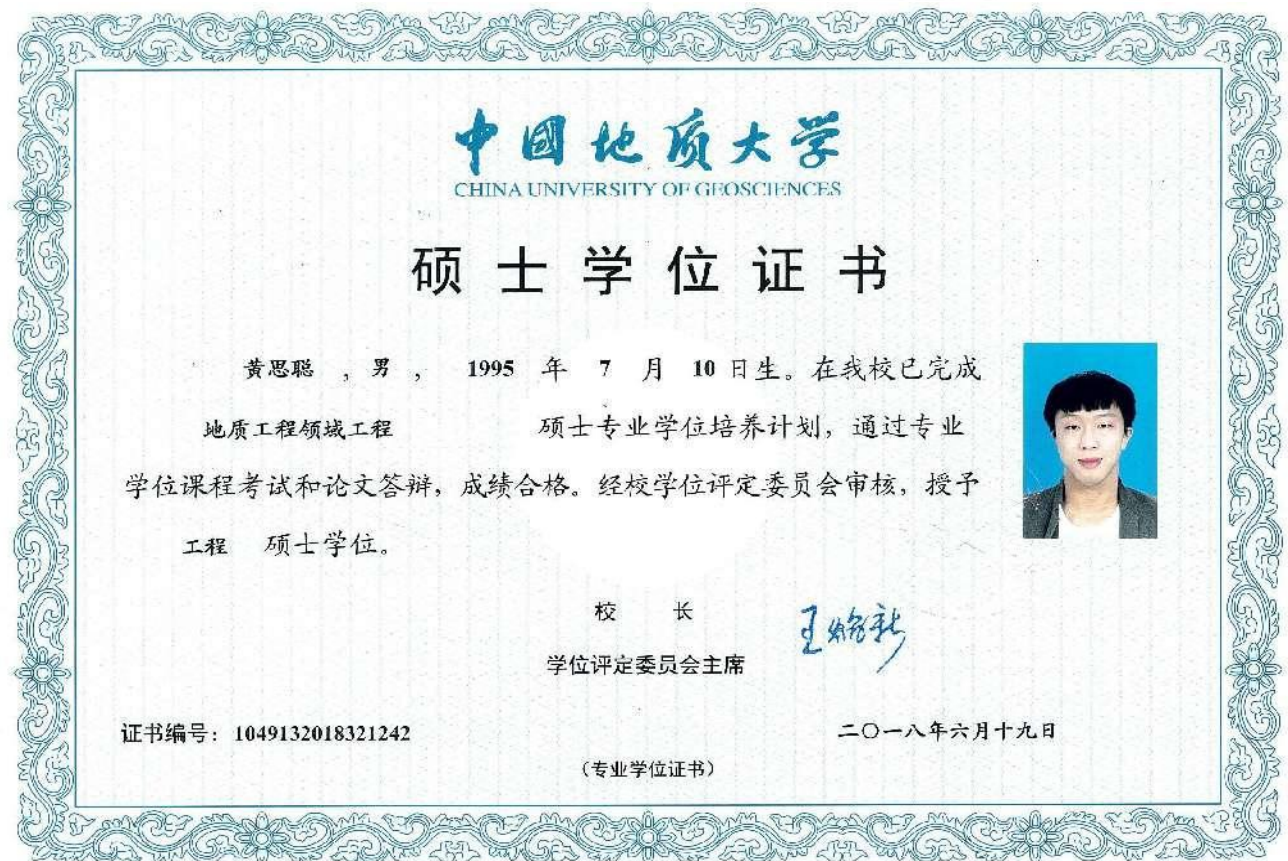 中國地质大学
CHINA UNIVERSITY OF GEOSCIENCES
硕士学位证书
黄思聪 ,男, 1995 年 7 月 10 日生。在我校已完成
地质工程领域工程 硕士专业学位培养计划,通过专业
学位课程考试和论文答辩,成绩合格。经校学位评定委员会审核,授予
工程 硕士学位。
校 长
王焰新
学位评定委员会主席
证书编号:1049132018321242
二〇一八年六月十九日
(专业学位证书)